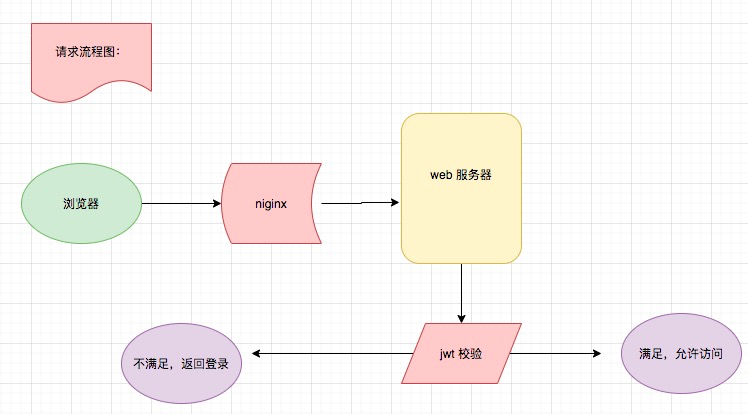 请求流程图：
浏览器
niginx
web 服务器
不满足，返回登录
jwt 校验
满足，允许访问